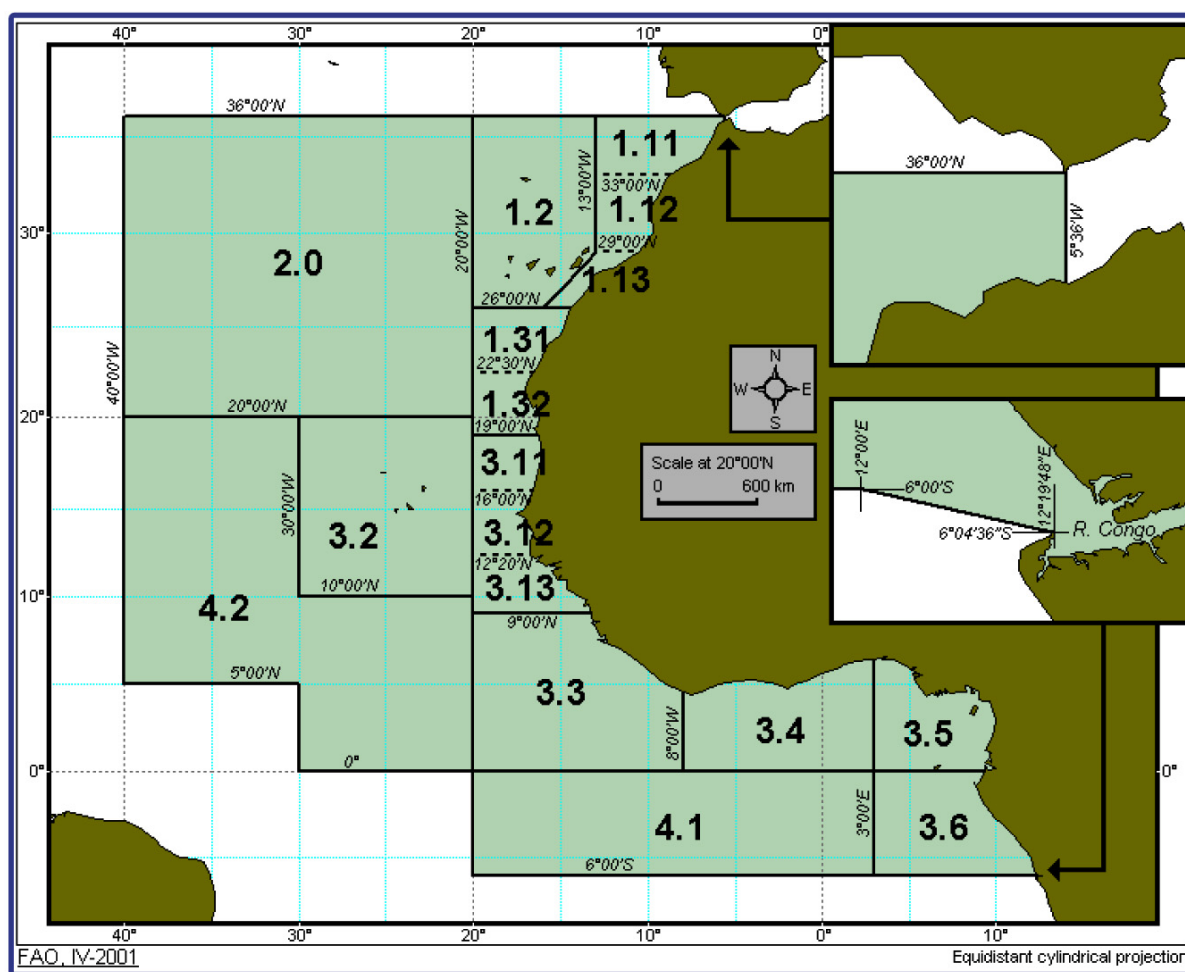 40° 30° 20° 10° 0°
36°00'N
1.11
36°00'N
13°00'W
33°00'N
1.2
1.12
20°00'W
5°36'W
30°
2.0
29°00'N
1.13
26°00'N
1.31
22°30'N
N
W E
S
40°00'W
1.32
20°
20°00'N
19°00'N
3.11
Scale at 20°00'N
0 600 km
12°00'E
12°19'48"E
6°00'S
16°00'N
30°00'W
3.2
3.12
6°04'36"S
R. Congo
12°20'N
3.13
10°
10°00'N
4.2
9°00'N
5°00'N
3.3
8°00'W
3.4
3.5
0°
0°
0°
4.1
3°00'E
3.6
6°00'S
40° 30° 20° 10° 0° 10°
FAO, IV-2001
Equidistant cylindrical projection